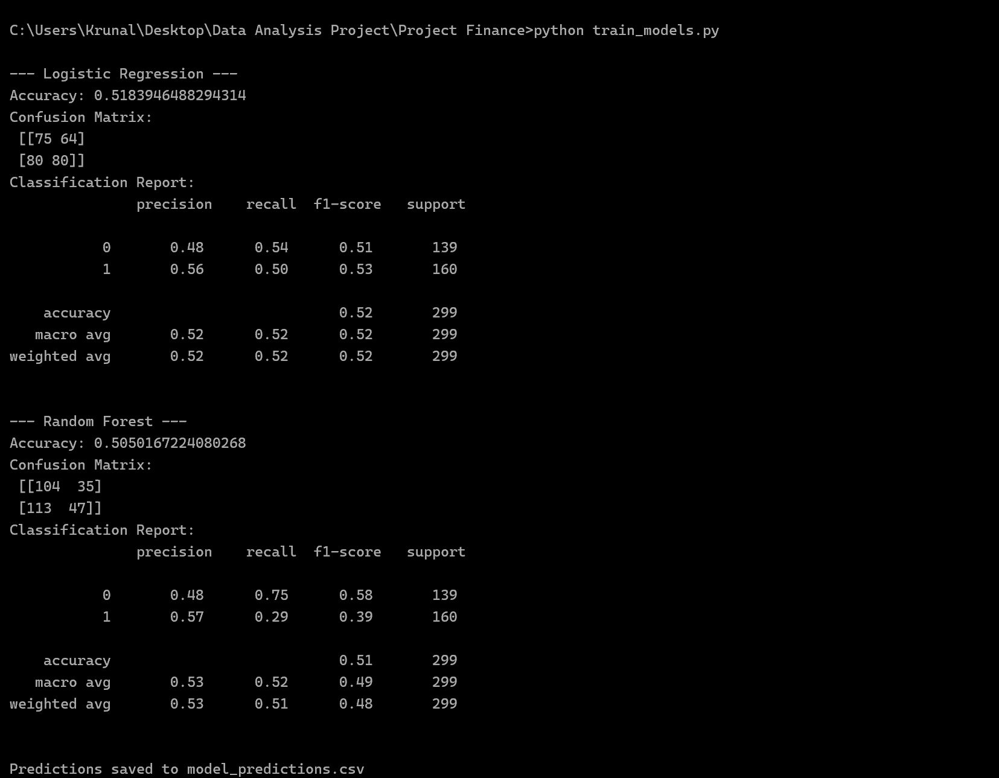 C:\Users\Krunal\Desktop\Data Analysis Project\Project Finance>python train_models.py
--- Logistic Regression ---
Accuracy: 0.5183946488294314
Confusion Matrix:
[[75 64]
[80 80]]
Classification Report:
precision recall f1-score support
0 0.48 0.54 0.51 139
1 0.56 0.50 0.53 160
accuracy 0.52 299
macro avg 0.52 0.52 0.52 299
weighted avg 0.52 0.52 0.52 299
--- Random Forest ---
Accuracy: 0.5050167224080268
Confusion Matrix:
[[104 35]
[113 47]]
Classification Report:
precision recall f1-score support
0 0.48 0.75 0.58 139
1 0.57 0.29 0.39 160
accuracy 0.51 299
macro avg 0.53 0.52 0.49 299
weighted avg 0.53 0.51 0.48 299
Predictions saved to model_predictions.csv